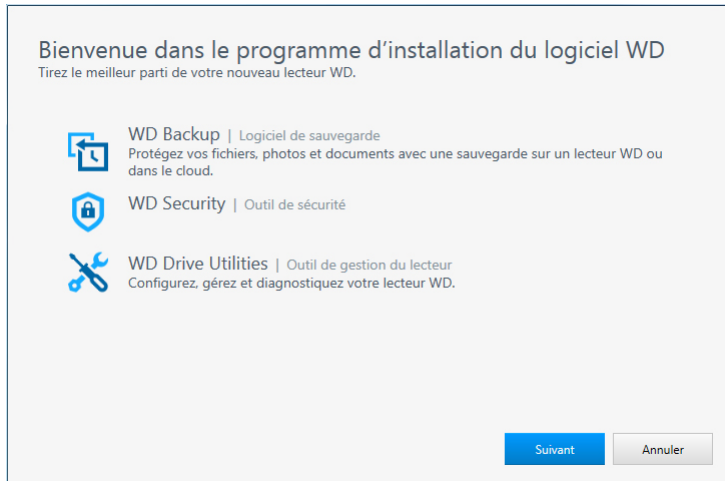 Bienvenue dans le programme d’installation du logiciel WD
Tirez le meilleur parti de votre nouveau lecteur WD.
WD Backup | Logiciel de sauvegarde
Protégez vos fichiers, photos et documents avec une sauvegarde sur un lecteur WD ou
dans le cloud.
WD Security | Outil de sécurité
WD Drive Utilities | Outil de gestion du lecteur
Configurez, gérez et diagnostiquez votre lecteur WD.
Suivant Annuler